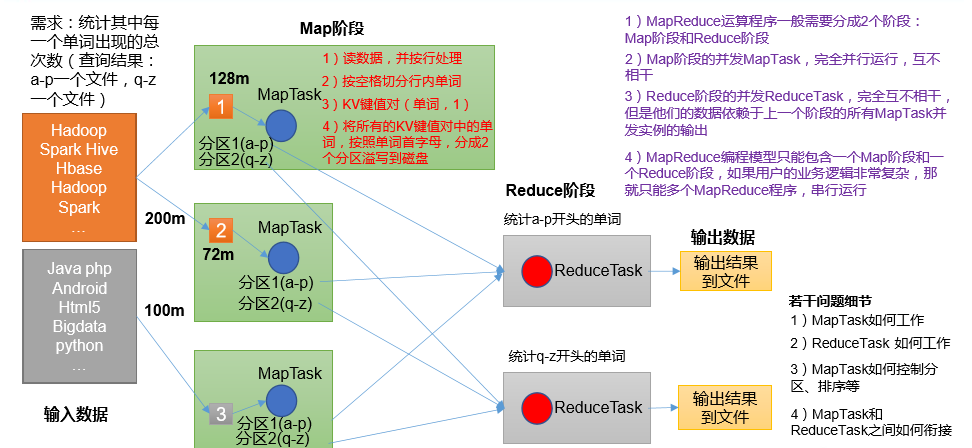 需求：统计其中每
一个单词出现的总
次数（查询结果：
a-p一个文件，q-z
一个文件）
Hadoop
Spark Hive
Hbase
Hadoop
Spark
…
200m
Java php
Android
Html5
Bigdata
python
…
100m
输入数据
Map阶段
128m
1
MapTask
分区1(a-p)
分区2(q-z)
1）读数据，并按行处理
2）按空格切分行内单词
3）KV键值对（单词，1）
4）将所有的KV键值对中的单
词，按照单词首字母，分成2
个分区溢写到磁盘
2
72m
MapTask
分区1(a-p)
分区2(q-z)
3
MapTask
分区1(a-p)
分区2(q-z)
Reduce阶段
统计a-p开头的单词
ReduceTask
统计q-z开头的单词
ReduceTask
输出数据
输出结果
到文件
输出结果
到文件
1）MapReduce运算程序一般需要分成2个阶段：
Map阶段和Reduce阶段
2）Map阶段的并发MapTask，完全并行运行，互不
相干
3）Reduce阶段的并发ReduceTask，完全互不相干，
但是他们的数据依赖于上一个阶段的所有MapTask并
发实例的输出
4）MapReduce编程模型只能包含一个Map阶段和一
个Reduce阶段，如果用户的业务逻辑非常复杂，那
就只能多个MapReduce程序，串行运行
若干问题细节
1）MapTask如何工作
2）ReduceTask 如何工作
3）MapTask如何控制分
区、排序等
4）MapTask和
ReduceTask之间如何衔接